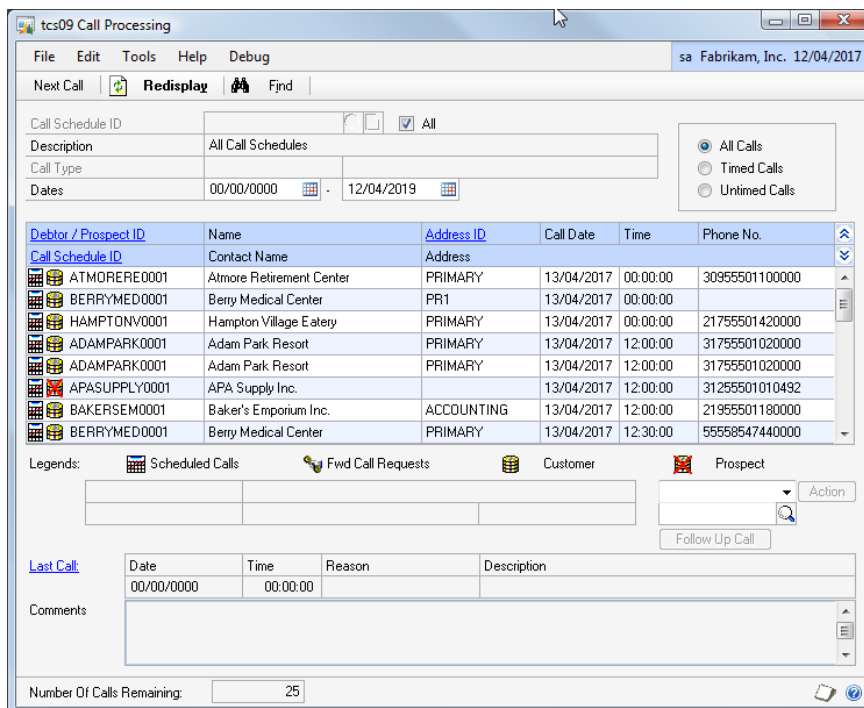 tcs09 Call Processing
File Edit Tools Help Debug sa Fabrikam, Inc. 12/04/2017
Next Call Redisplay Find
Call Schedule ID All
Description All Call Schedules All Calls
Call Type Timed Calls
Dates 00/00/0000 - 12/04/2019 Untimed Calls
Debtor / Prospect ID Name Address ID Call Date Time Phone No.
Call Schedule ID Contact Name Address
ATMORERE0001 Atmore Retirement Center PRIMARY 13/04/2017 00:00:00 30955501100000
BERRYMED0001 Berry Medical Center PR1 13/04/2017 00:00:00
HAMPTONV0001 Hampton Village Eatery PRIMARY 13/04/2017 00:00:00 21755501420000
ADAMPARK0001 Adam Park Resort PRIMARY 13/04/2017 12:00:00 31755501020000
ADAMPARK0001 Adam Park Resort PRIMARY 13/04/2017 12:00:00 31755501020000
APASUPPLY0001 APA Supply Inc. 13/04/2017 12:00:00 31255501010492
BAKERSEM0001 Baker's Emporium Inc. ACCOUNTING 13/04/2017 12:00:00 21955501180000
BERRYMED0001 Berry Medical Center PRIMARY 13/04/2017 12:30:00 55558547440000
Legends: Scheduled Calls Fwd Call Requests Customer Prospect
Action
Follow Up Call
Last Call: Date Time Reason Description
00/00/0000 00:00:00
Comments
Number Of Calls Remaining: 25